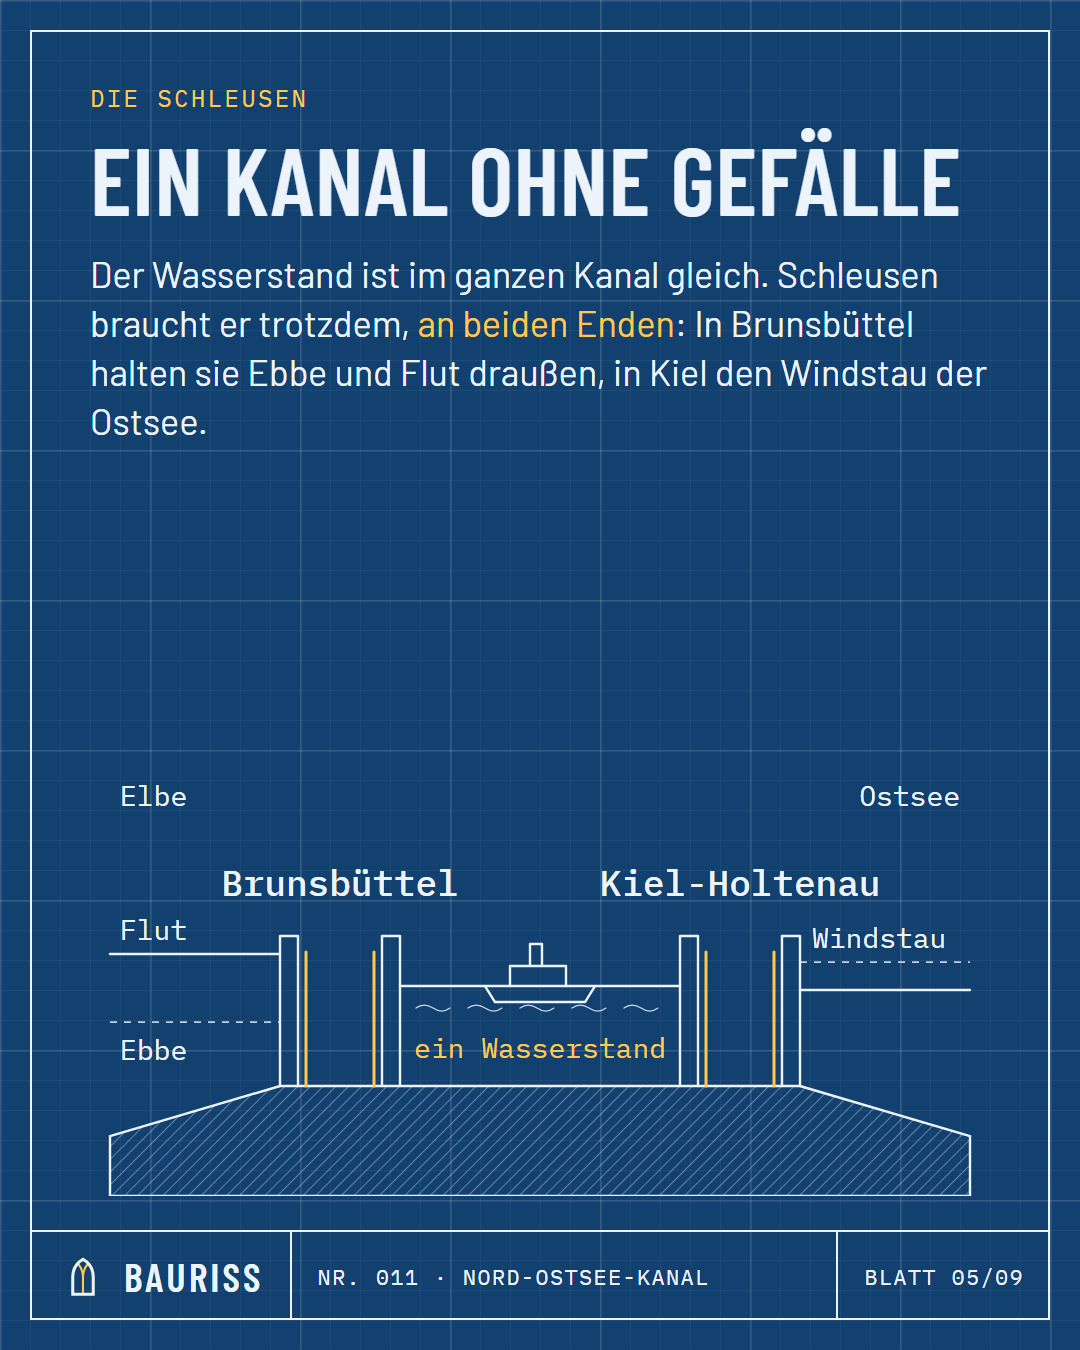 DIE SCHLEUSEN
EIN KANAL OHNE GEFÄLLE
Der Wasserstand ist im ganzen Kanal gleich. Schleusen
braucht er trotzdem, an beiden Enden: In Brunsbüttel
halten sie Ebbe und Flut draußen, in Kiel den Windstau der
Ostsee.
Elbe
Ostsee
Brunsbüttel
Kiel-Holtenau
Flut
Windstau
Ebbe
ein Wasserstand
BAURISS
NR. 011 · NORD-OSTSEE-KANAL
BLATT 05/09